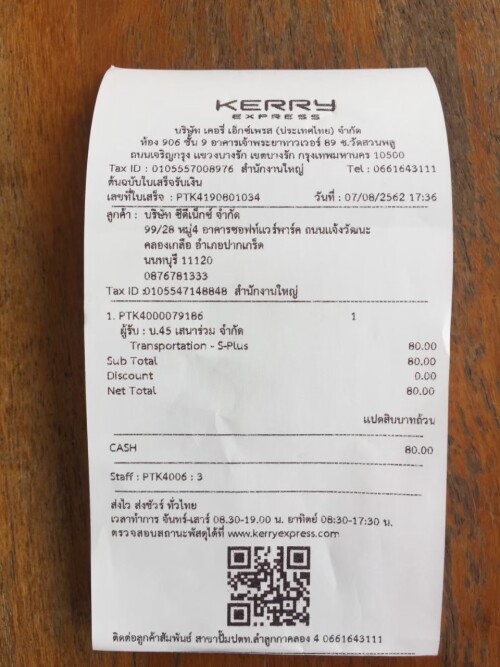 KERRY
EXPRESS
บริษัท เคอรี่ เอ็กซ์เพรส (ประเทศไทย) จำกัด
ห้อง 906 ชั้น 9 อาคารเจ้าพระยาทาวเวอร์ 89 ซ.วัดสวนพลู
ถนนเจริญกรุง แขวงบางรัก เขตบางรัก กรุงเทพมหานคร 10500
Tax ID : 0105557008976 สำนักงานใหญ่ Tel : 0661643111
ต้นฉบับใบเสร็จรับเงิน
เลขที่ใบเสร็จ : PTK4190801034 วันที่ : 07/08/2562 17:36
ลูกค้า : บริษัท ซีดีเน็กซ์ จำกัด
99/28 หมู่4 อาคารซอฟท์แวร์พาร์ค ถนนแจ้งวัฒนะ
คลองเกลือ อำเภอปากเกร็ด
นนทบุรี 11120
0876781333
Tax ID :0105547148848 สำนักงานใหญ่
1. PTK4000079186 1
ผู้รับ : บ.45 เสนาร่วม จำกัด
Transportation - S-Plus 80.00
Sub Total 80.00
Discount 0.00
Net Total 80.00
แปดสิบบาทถ้วน
CASH 80.00
Staff : PTK4006 : 3
ส่งไว ส่งชัวร์ ทั่วไทย
เวลาทำการ จันทร์-เสาร์ 08.30-19.00 น. อาทิตย์ 08:30-17:30 น.
ตรวจสอบสถานะพัสดุได้ที่ www.kerryexpress.com
ติดต่อลูกค้าสัมพันธ์ สาขาปั๊มปตท.ลำลูกกาคลอง 4 0661643111